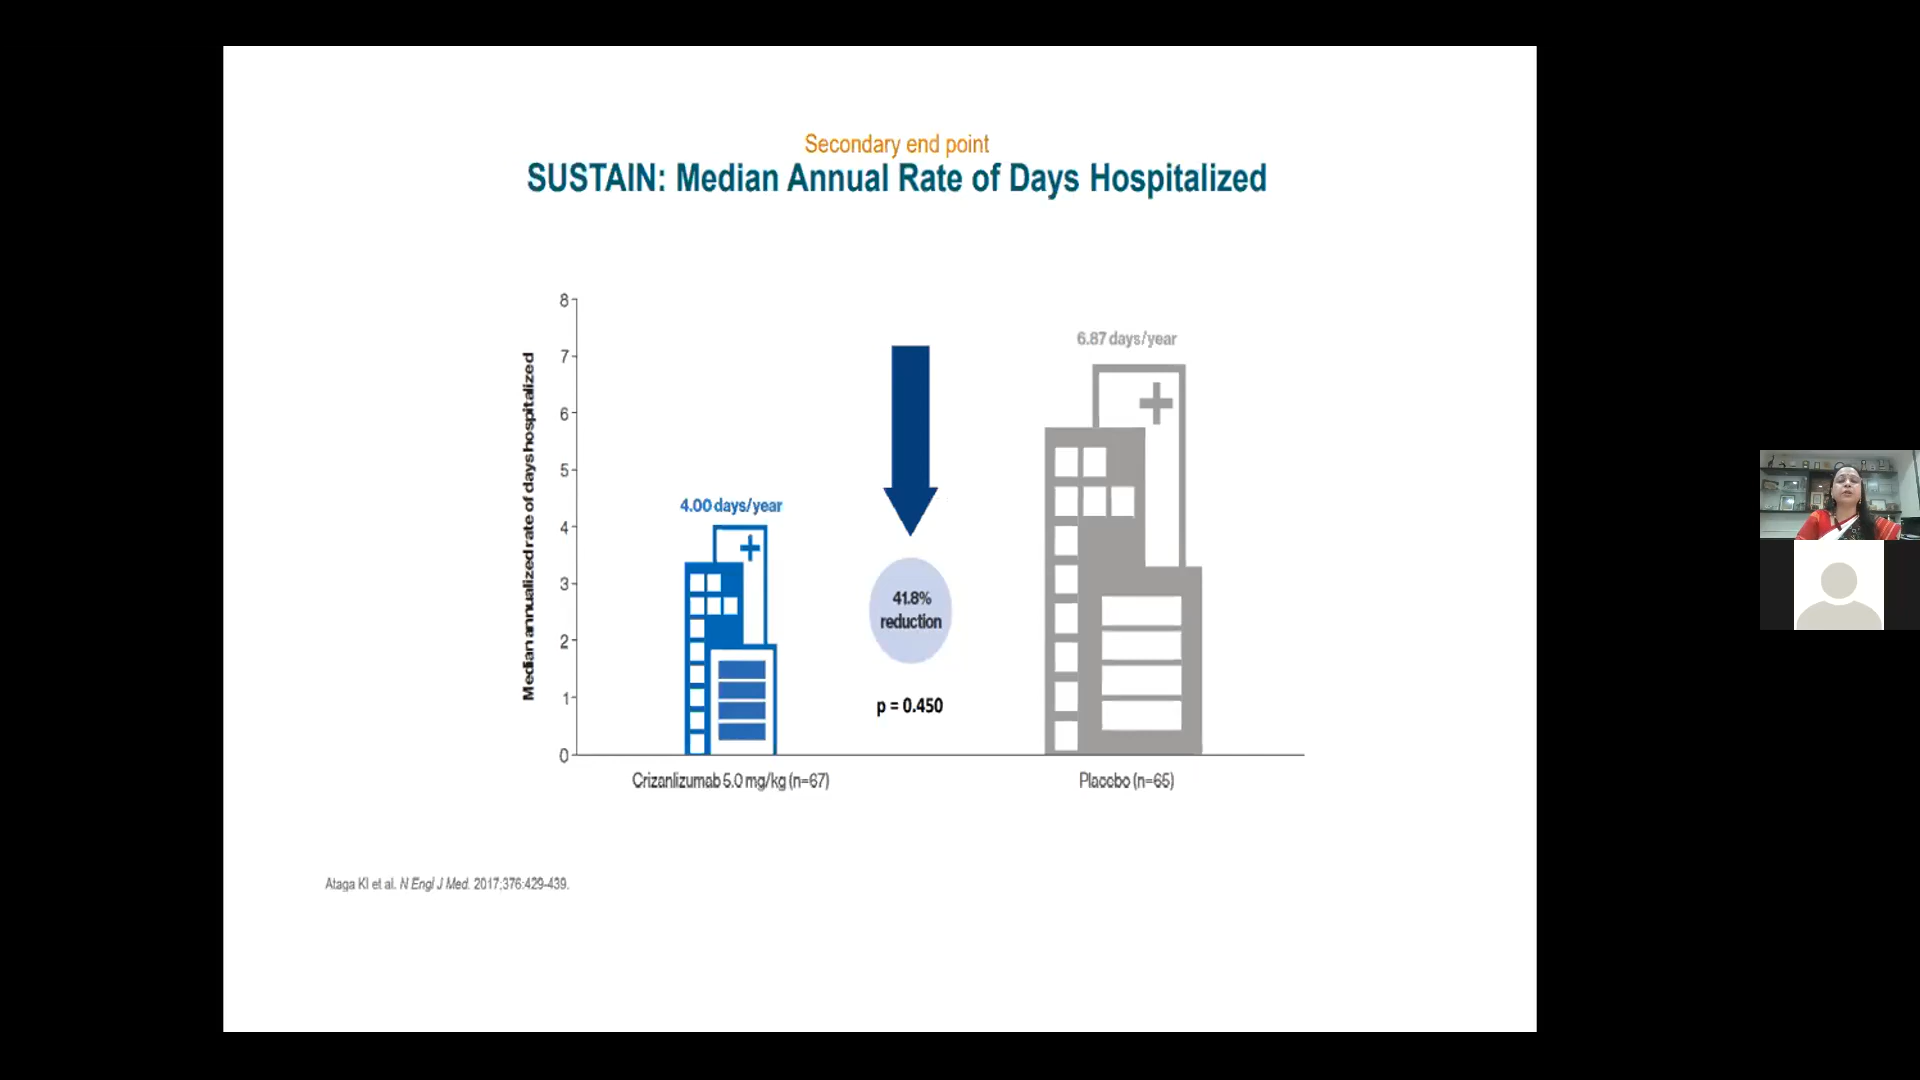 Secondary end point
SUSTAIN: Median Annual Rate of Days Hospitalized
Median annualized rate of days hospitalized
8
7
6
5
4
3
2
1
0
4.00 days/year
41.8%
reduction
p = 0.450
6.87 days/year
Crizanlizumab 5.0 mg/kg (n=67)
Placebo (n=65)
Ataga KI et al. N Engl J Med. 2017;376:429-439.